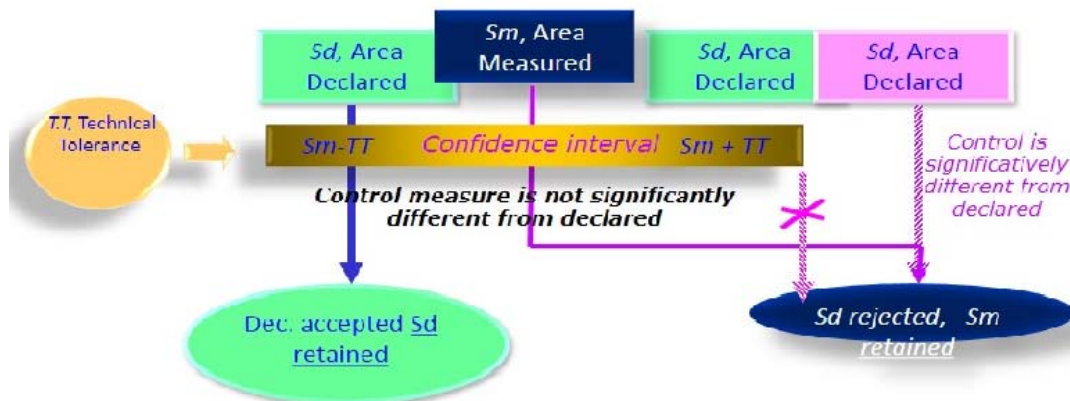 Sd, Area
Declared
Sm, Area
Measured
Sd, Area
Declared
Sd, Area
Declared
T.T, Technical
Tolerance
Sm-TT
Confidence interval
Sm + TT
Control measure is not significantly
different from declared
Control is
significatively
different from
declared
Dec. accepted Sd
retained
Sd rejected, Sm
retained